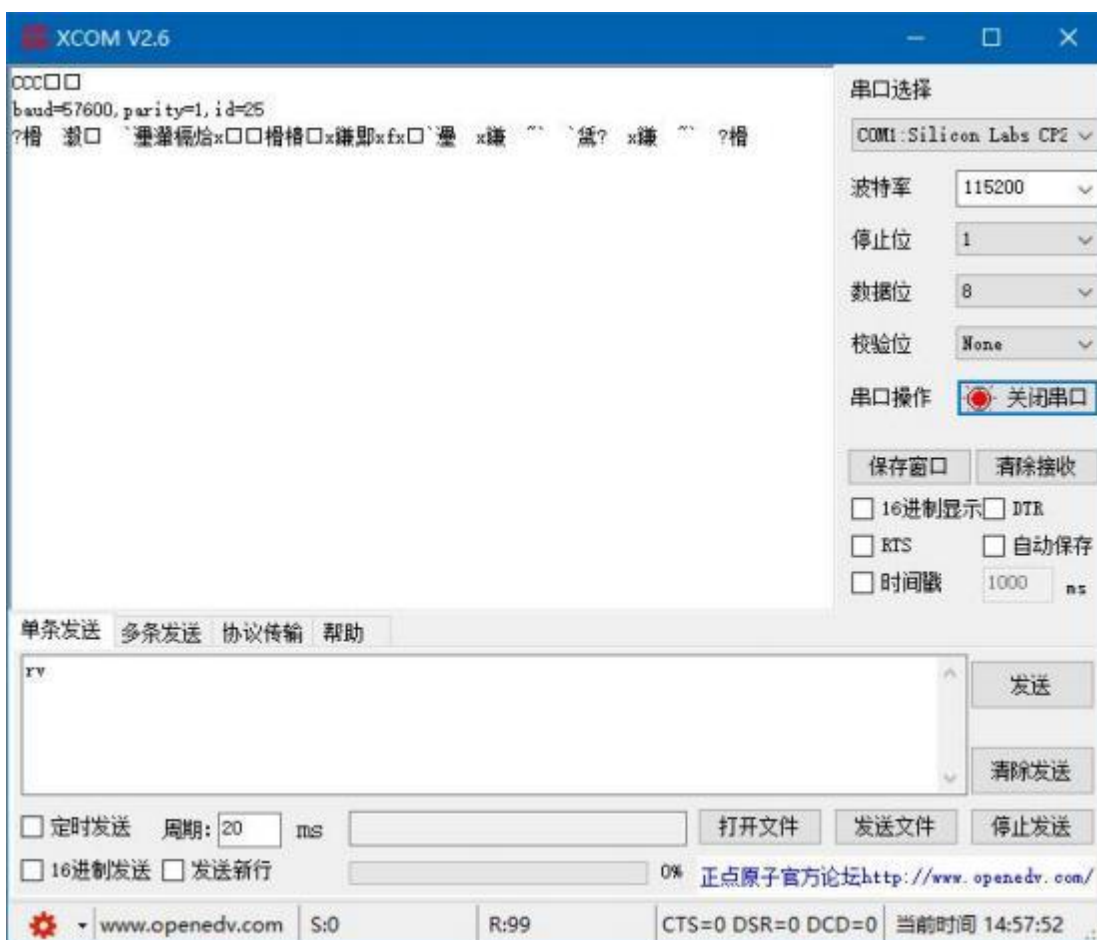 XCOM V2.6
CCC□□
baud=57600,parity=1,id=25
串口选择
COM1:Silicon Labs CP2
波特率
115200
停止位
1
数据位
8
校验位
None
串口操作
关闭串口
保存窗口
清除接收
16进制显示
DTR
RTS
自动保存
时间戳
1000
ms
单条发送
多条发送
协议传输
帮助
rv
发送
清除发送
定时发送
周期:
20
ms
打开文件
发送文件
停止发送
16进制发送
发送新行
0%
正点原子官方论坛http://www.openedv.com/
www.openedv.com
S:0
R:99
CTS=0 DSR=0 DCD=0
当前时间 14:57:52